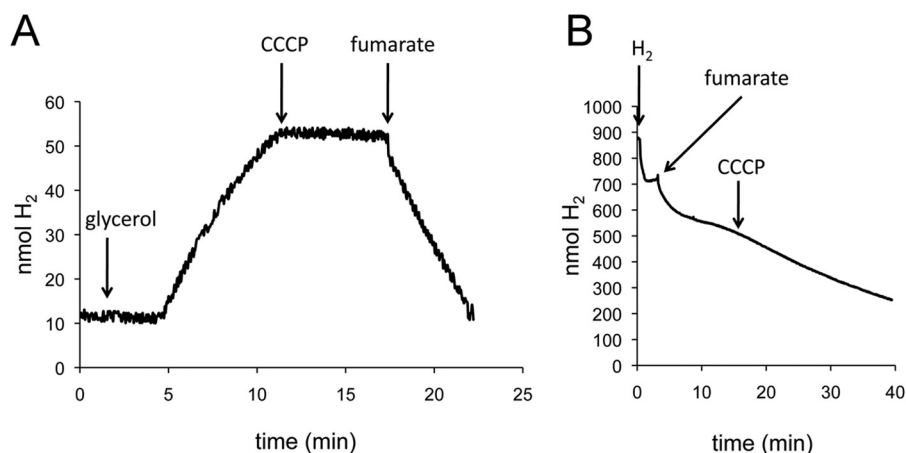 A
CCCP fumarate
60
50
40
30
20
10
0
glycerol
nmol H₂
0 5 10 15 20 25
time (min)
B
H₂
fumarate
CCCP
1000
900
800
700
600
500
400
300
200
100
0
nmol H₂
0 10 20 30 40
time (min)